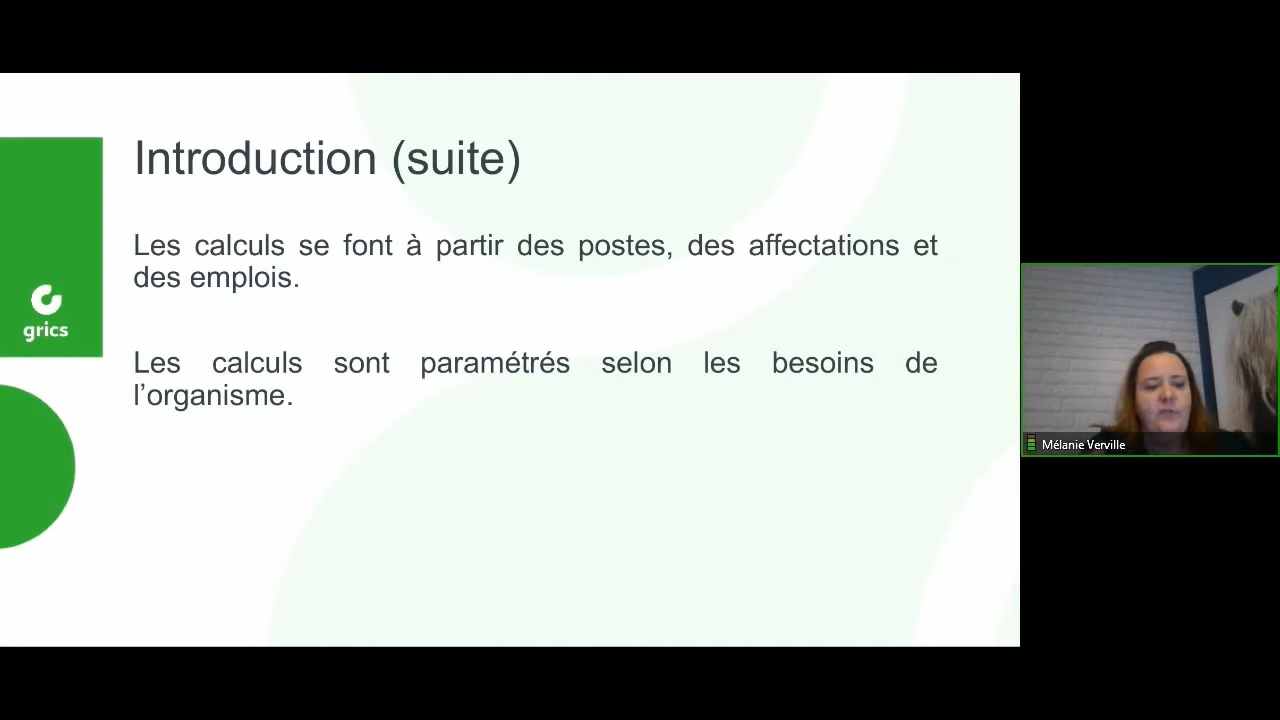 Introduction (suite)
Les calculs se font à partir des postes, des affectations et
des emplois.
Les calculs sont paramétrés selon les besoins de
l’organisme.
grics
Mélanie Verville